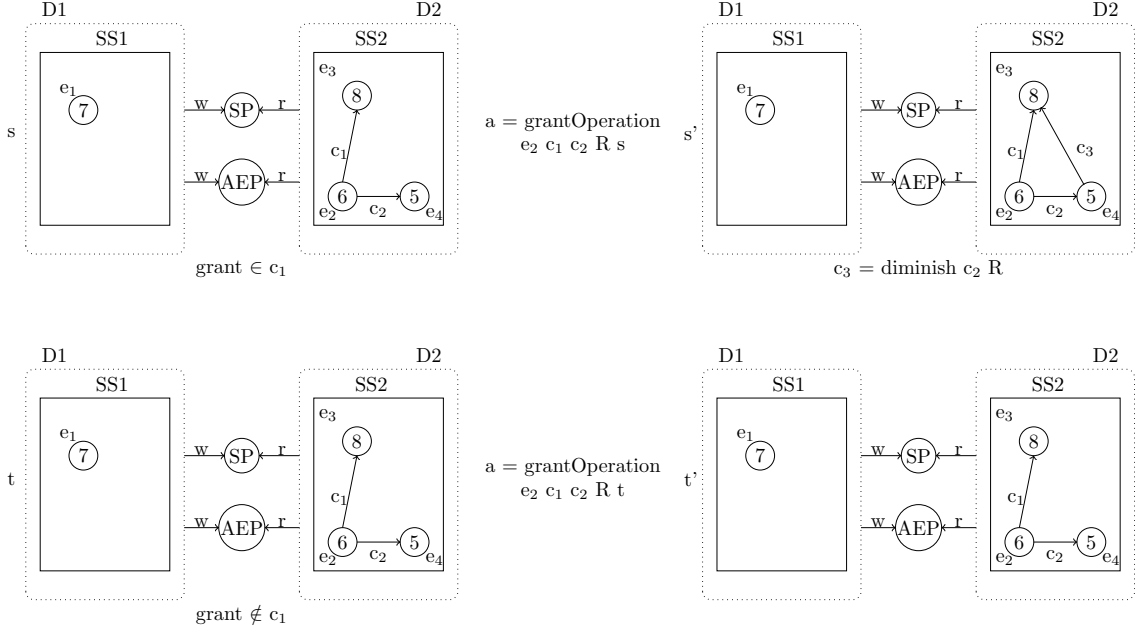 D1 D2 D1 D2
SS1 SS2 SS1 SS2
e3 e3
e1 8 e1 8
7 w SP r 7 w SP r
s a = grantOperation s'
e2 c1 c2 R s
c1 c1 c3
w AEP r w AEP r
6 5 6 5
e2 c2 e4 e2 c2 e4
grant ∈ c1 c3 = diminish c2 R
D1 D2 D1 D2
SS1 SS2 SS1 SS2
e3 e3
e1 8 e1 8
7 w SP r 7 w SP r
t a = grantOperation t'
e2 c1 c2 R t
c1 c1
w AEP r w AEP r
6 5 6 5
e2 c2 e4 e2 c2 e4
grant ∉ c1